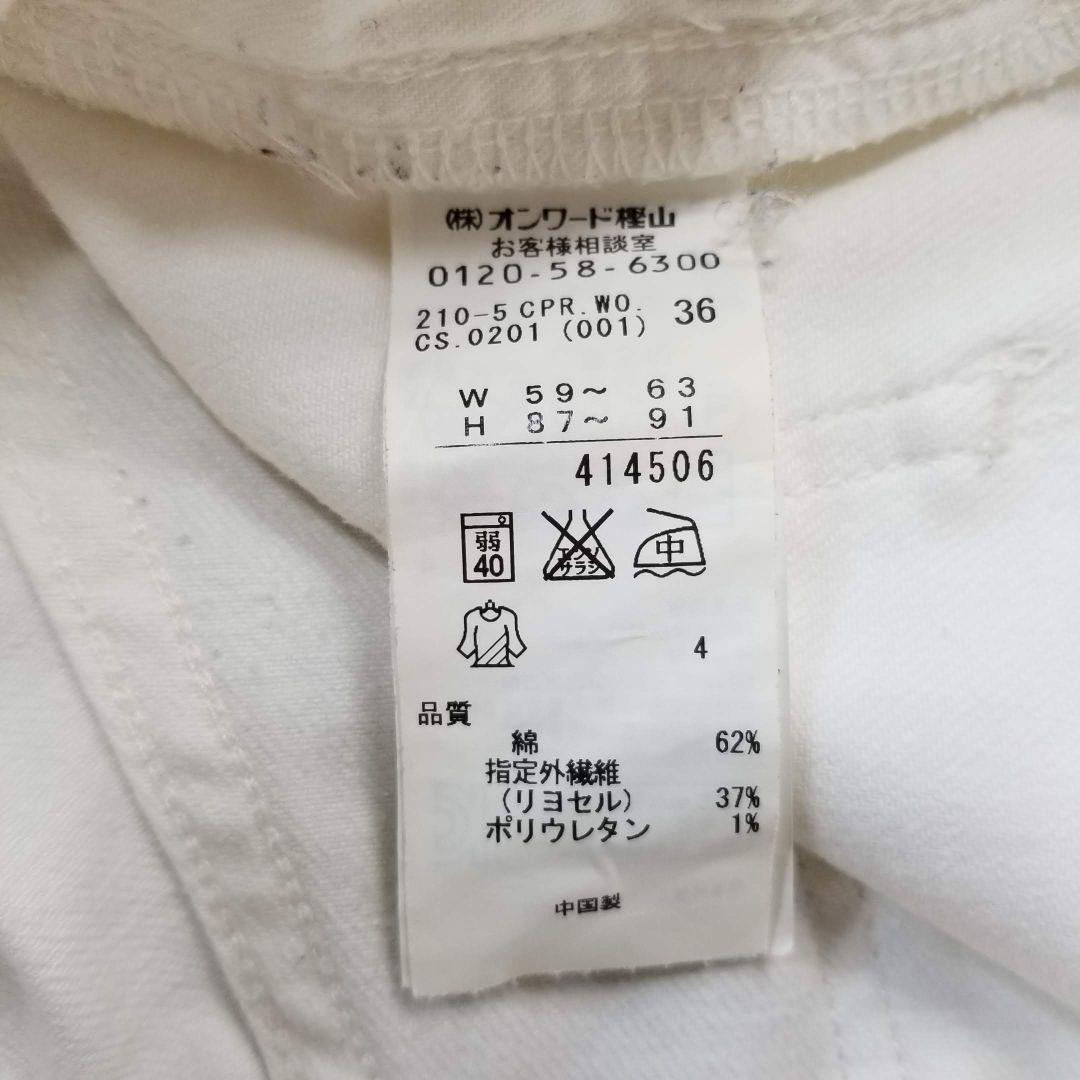 (株)オンワード樫山
お客様相談室
0120-58-6300
210-5 CPR.WO. 36
CS.0201 (001)
W 59～ 63
H 87～ 91
414506
弱
40
エンソ
サラシ
中
4
品質
綿 62%
指定外繊維
(リヨセル) 37%
ポリウレタン 1%
中国製